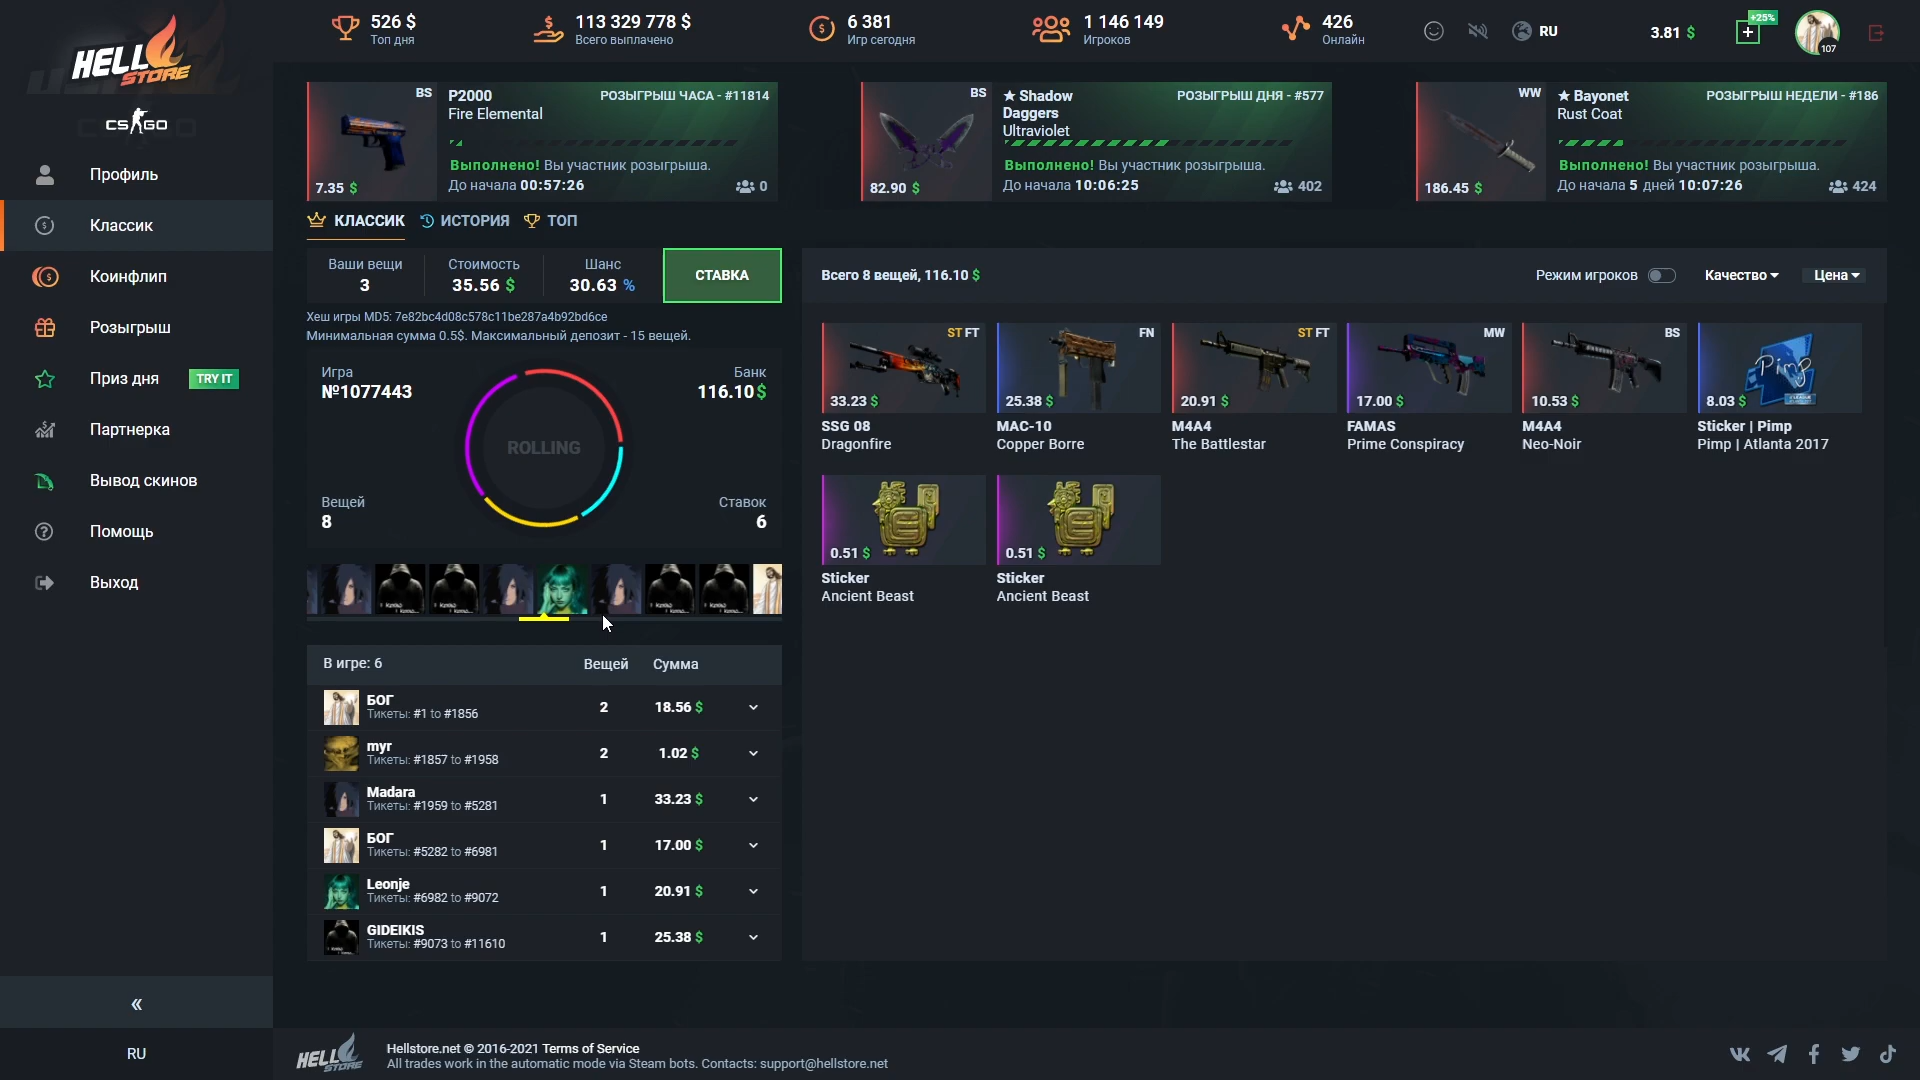 HELL STORE
CS:GO
526 $
Топ дня
113 329 778 $
Всего выплачено
6 381
Игр сегодня
1 146 149
Игроков
426
Онлайн
RU
3.81 $
+25%
107
Профиль
Классик
Коинфлип
Розыгрыш
Приз дня TRY IT
Партнерка
Вывод скинов
Помощь
Выход
«
RU
BS
7.35 $
P2000
Fire Elemental
РОЗЫГРЫШ ЧАСА - #11814
Выполнено! Вы участник розыгрыша.
До начала 00:57:26
0
BS
82.90 $
★ Shadow
Daggers
Ultraviolet
РОЗЫГРЫШ ДНЯ - #577
Выполнено! Вы участник розыгрыша.
До начала 10:06:25
402
WW
186.45 $
★ Bayonet
Rust Coat
РОЗЫГРЫШ НЕДЕЛИ - #186
Выполнено! Вы участник розыгрыша.
До начала 5 дней 10:07:26
424
КЛАССИК ИСТОРИЯ ТОП
Ваши вещи
3
Стоимость
35.56 $
Шанс
30.63 %
СТАВКА
Хеш игры MD5: 7e82bc4d08c578c11be287a4b92bd6ce
Минимальная сумма 0.5$. Максимальный депозит - 15 вещей.
Игра
№1077443
Банк
116.10$
ROLLING
Вещей
8
Ставок
6
В игре: 6 Вещей Сумма
БОГ
Тикеты: #1 to #1856
2 18.56 $
myr
Тикеты: #1857 to #1958
2 1.02 $
Madara
Тикеты: #1959 to #5281
1 33.23 $
БОГ
Тикеты: #5282 to #6981
1 17.00 $
Leonje
Тикеты: #6982 to #9072
1 20.91 $
GIDEIKIS
Тикеты: #9073 to #11610
1 25.38 $
Всего 8 вещей, 116.10 $
Режим игроков Качество Цена
ST FT
33.23 $
SSG 08
Dragonfire
FN
25.38 $
MAC-10
Copper Borre
ST FT
20.91 $
M4A4
The Battlestar
MW
17.00 $
FAMAS
Prime Conspiracy
BS
10.53 $
M4A4
Neo-Noir
Pimp
8.03 $
Sticker | Pimp
Pimp | Atlanta 2017
0.51 $
Sticker
Ancient Beast
0.51 $
Sticker
Ancient Beast
HELL STORE
Hellstore.net © 2016-2021 Terms of Service
All trades work in the automatic mode via Steam bots. Contacts: support@hellstore.net